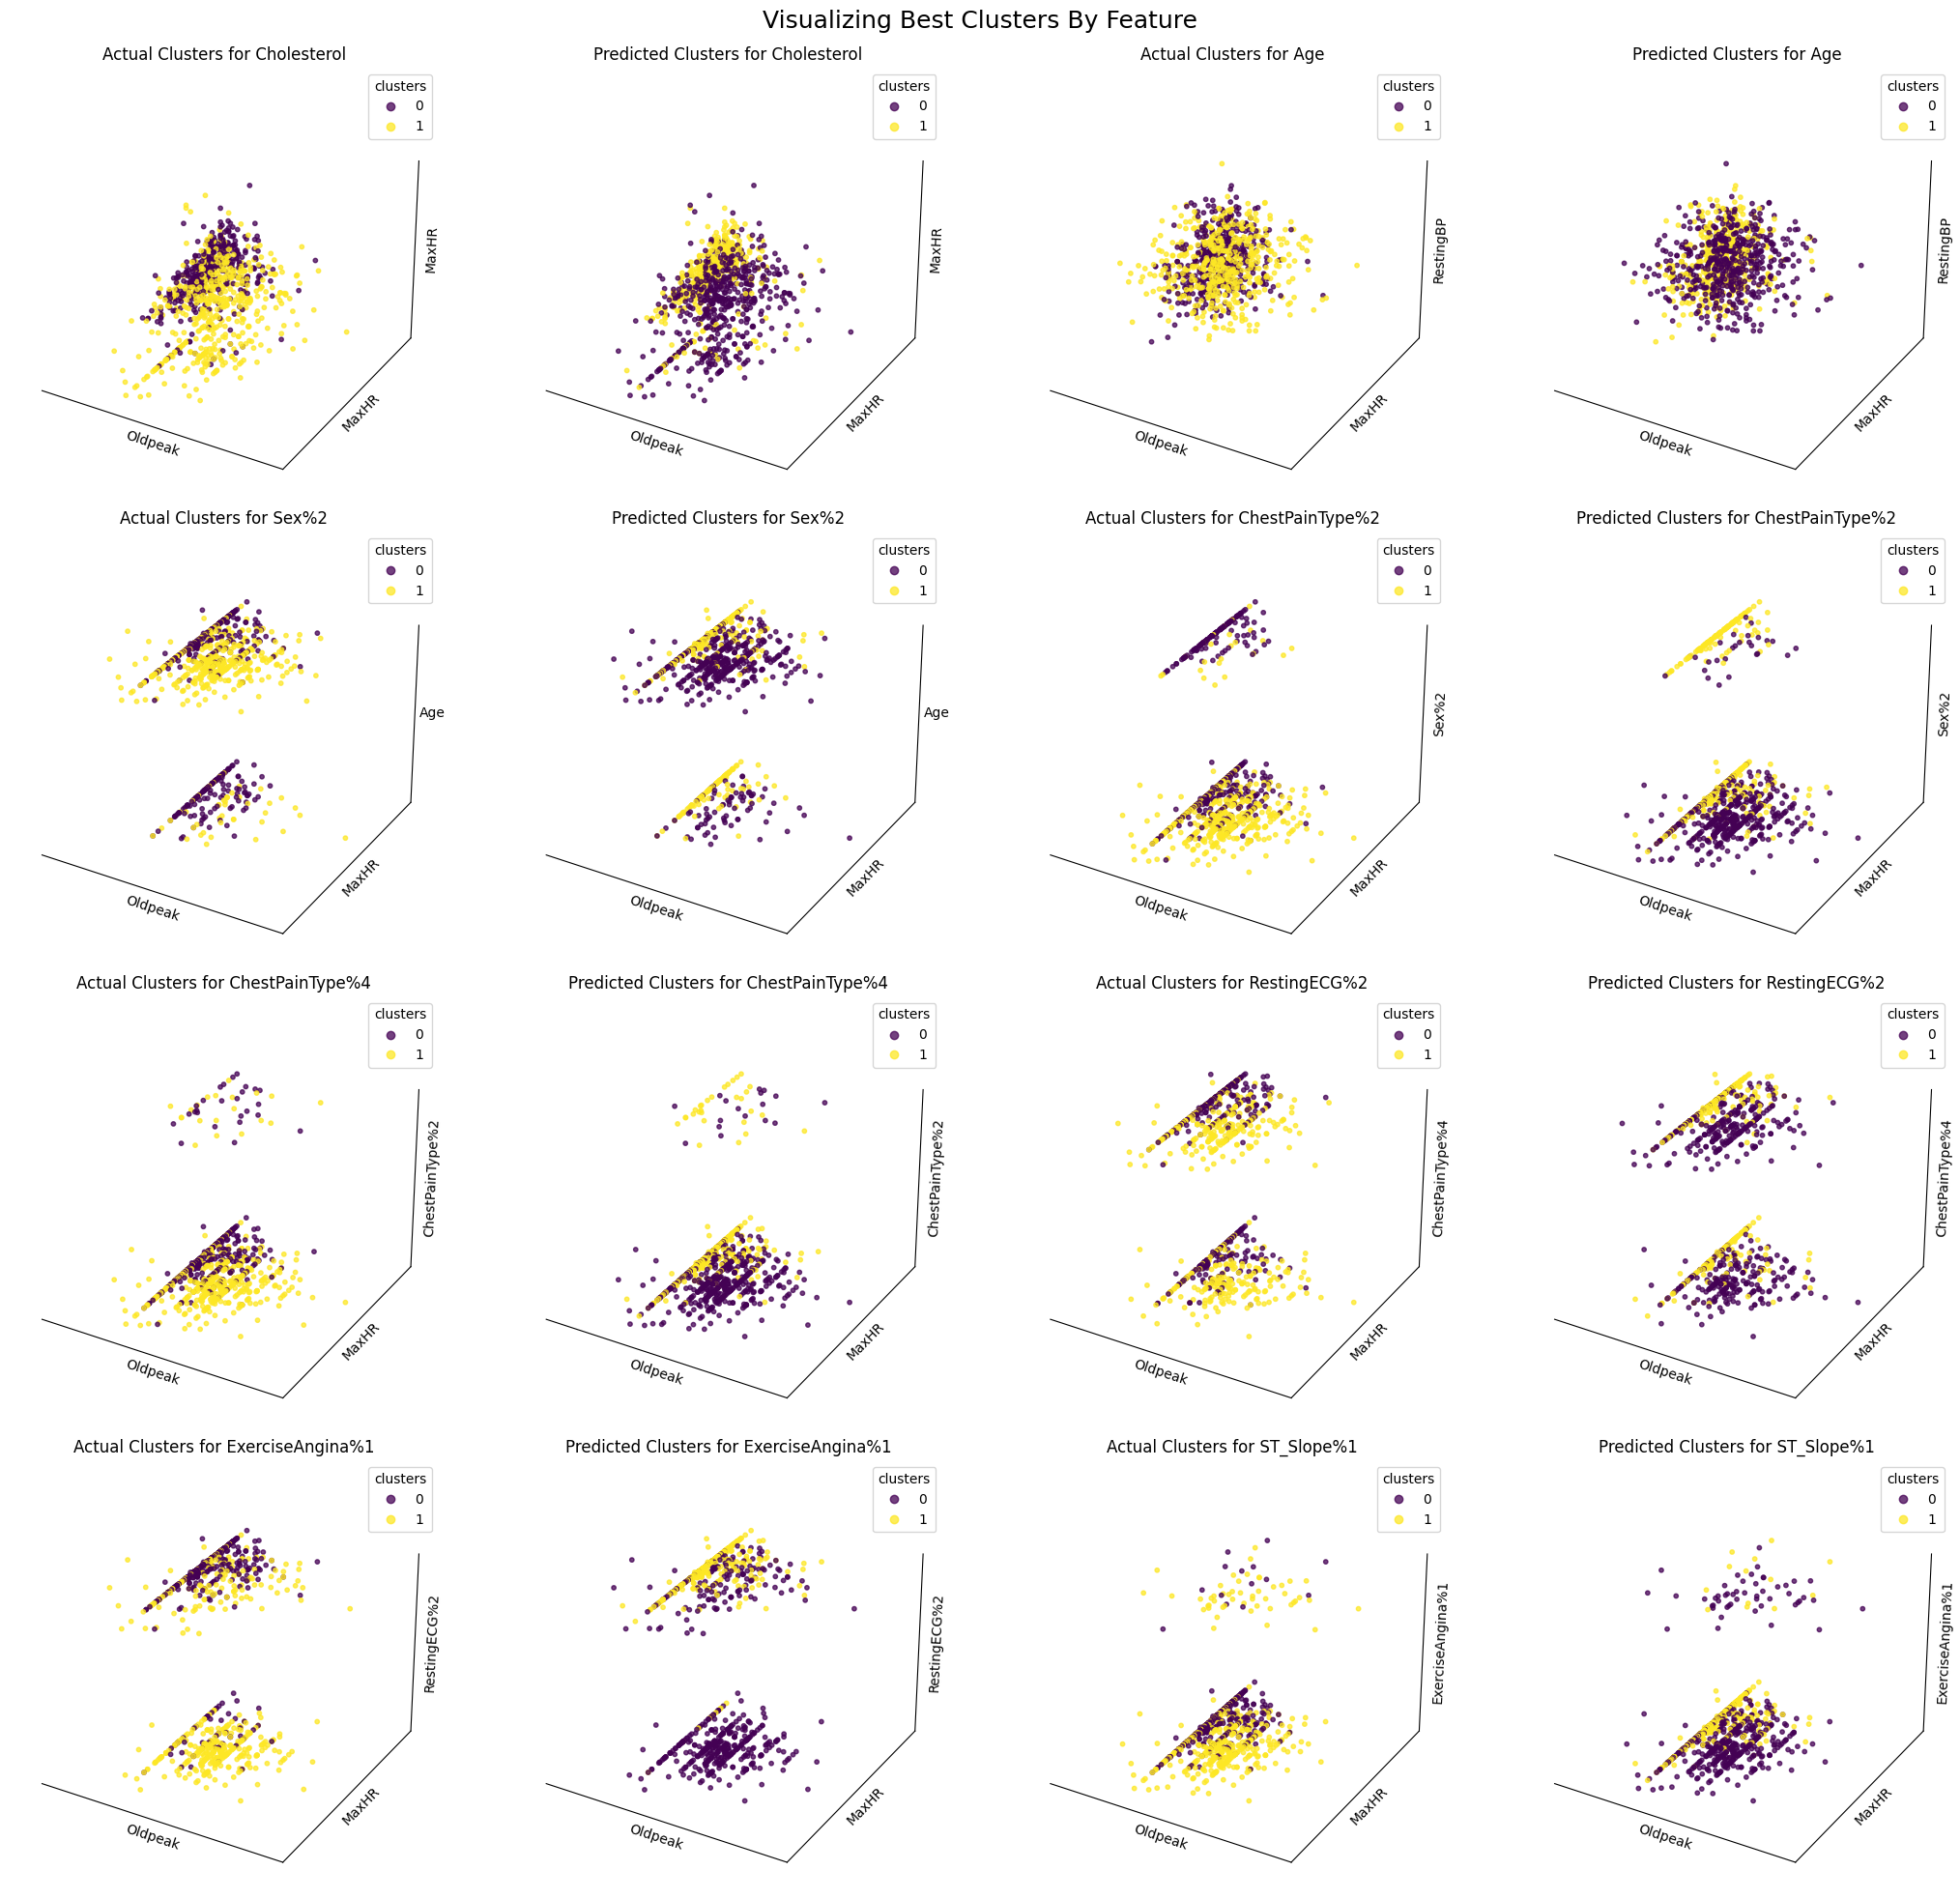 Visualizing Best Clusters By Feature
Actual Clusters for Cholesterol
clusters
0
1
MaxHR
MaxHR
Oldpeak
Predicted Clusters for Cholesterol
clusters
0
1
MaxHR
MaxHR
Oldpeak
Actual Clusters for Age
clusters
0
1
RestingBP
MaxHR
Oldpeak
Predicted Clusters for Age
clusters
0
1
RestingBP
MaxHR
Oldpeak
Actual Clusters for Sex%2
clusters
0
1
Age
MaxHR
Oldpeak
Predicted Clusters for Sex%2
clusters
0
1
Age
MaxHR
Oldpeak
Actual Clusters for ChestPainType%2
clusters
0
1
Sex%2
MaxHR
Oldpeak
Predicted Clusters for ChestPainType%2
clusters
0
1
Sex%2
MaxHR
Oldpeak
Actual Clusters for ChestPainType%4
clusters
0
1
ChestPainType%2
MaxHR
Oldpeak
Predicted Clusters for ChestPainType%4
clusters
0
1
ChestPainType%2
MaxHR
Oldpeak
Actual Clusters for RestingECG%2
clusters
0
1
ChestPainType%4
MaxHR
Oldpeak
Predicted Clusters for RestingECG%2
clusters
0
1
ChestPainType%4
MaxHR
Oldpeak
Actual Clusters for ExerciseAngina%1
clusters
0
1
RestingECG%2
MaxHR
Oldpeak
Predicted Clusters for ExerciseAngina%1
clusters
0
1
RestingECG%2
MaxHR
Oldpeak
Actual Clusters for ST_Slope%1
clusters
0
1
ExerciseAngina%1
MaxHR
Oldpeak
Predicted Clusters for ST_Slope%1
clusters
0
1
ExerciseAngina%1
MaxHR
Oldpeak